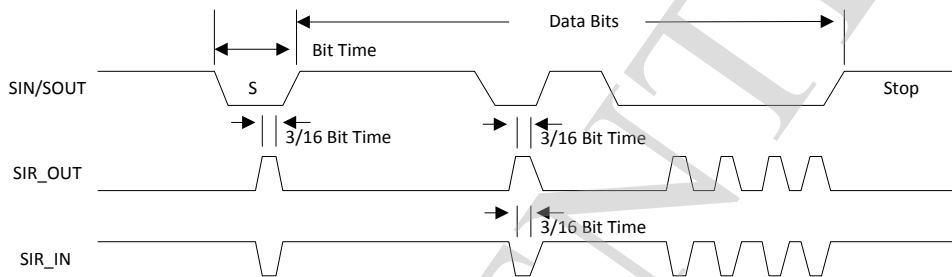 Data Bits
Bit Time
SIN/SOUT
S
Stop
3/16 Bit Time
3/16 Bit Time
SIR_OUT
3/16 Bit Time
SIR_IN